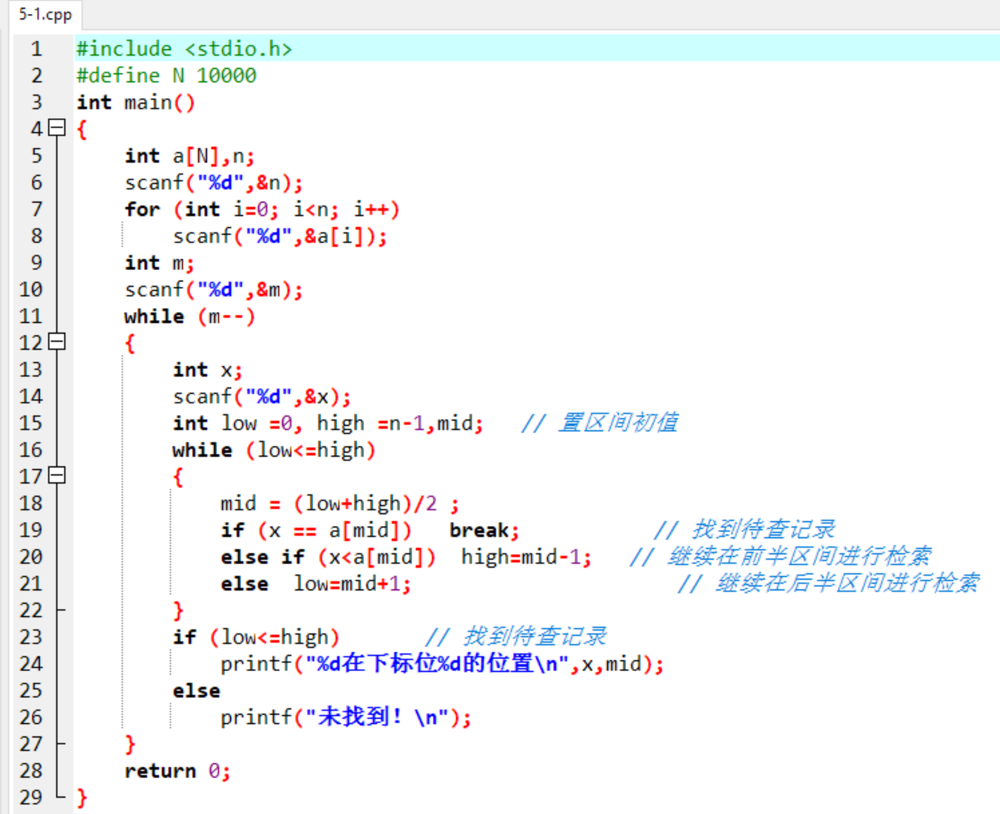 5-1.cpp
1 #include <stdio.h>
2 #define N 10000
3 int main()
4 {
5 int a[N],n;
6 scanf("%d",&n);
7 for (int i=0; i<n; i++)
8 scanf("%d",&a[i]);
9 int m;
10 scanf("%d",&m);
11 while (m--)
12 {
13 int x;
14 scanf("%d",&x);
15 int low =0, high =n-1,mid; // 置区间初值
16 while (low<=high)
17 {
18 mid = (low+high)/2 ;
19 if (x == a[mid]) break; // 找到待查记录
20 else if (x<a[mid]) high=mid-1; // 继续在前半区间进行检索
21 else low=mid+1; // 继续在后半区间进行检索
22 }
23 if (low<=high) // 找到待查记录
24 printf("%d在下标位%d的位置\n",x,mid);
25 else
26 printf("未找到！\n");
27 }
28 return 0;
29 }